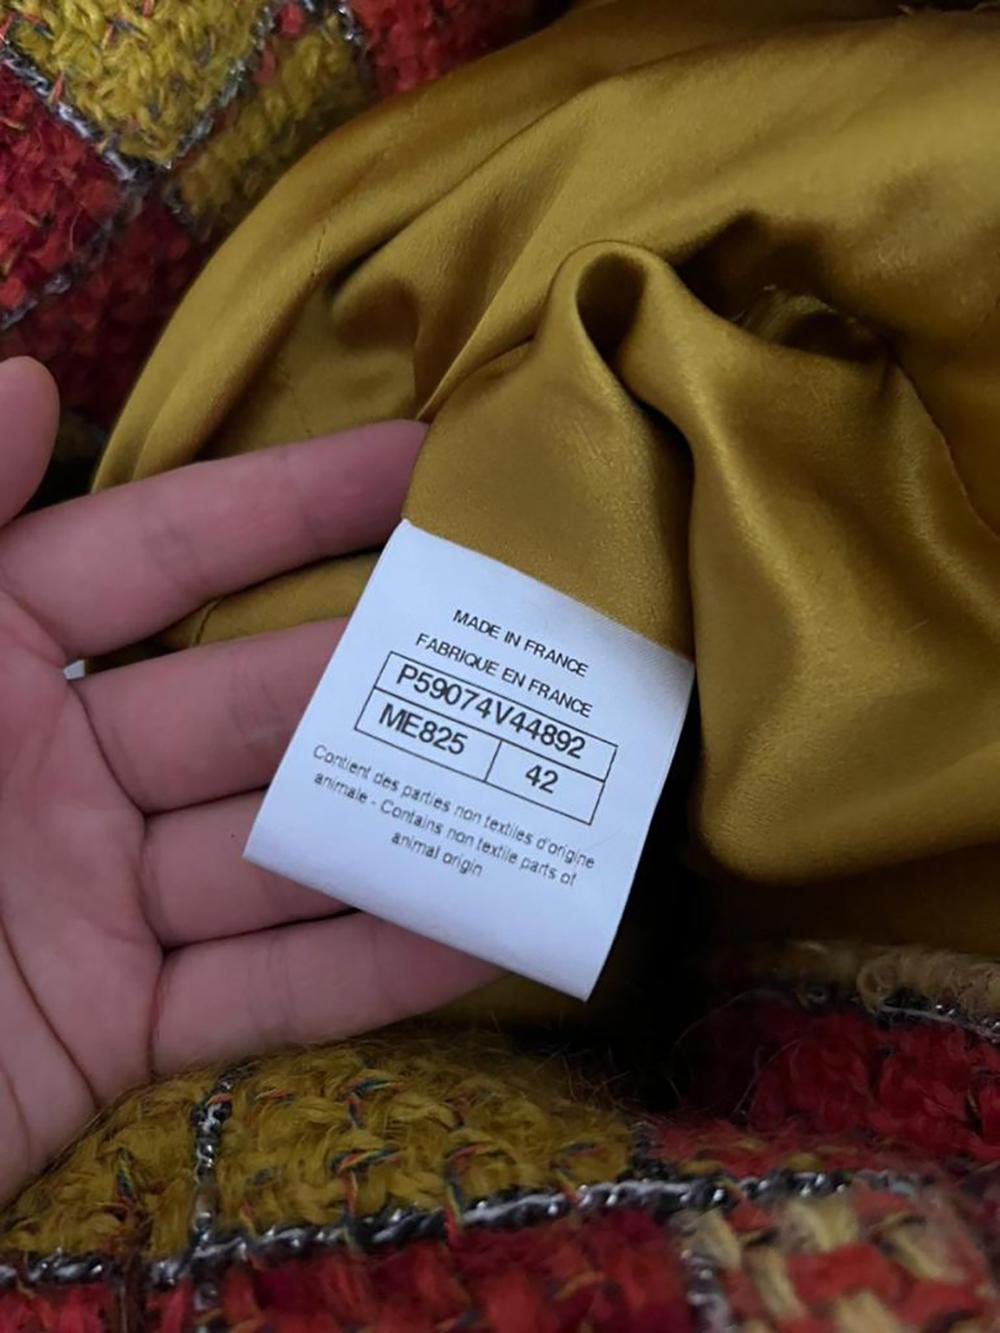 MADE IN FRANCE
FABRIQUE EN FRANCE
P59074V44892
ME825 42
Contient des parties non textiles d'origine
animale - Contains non textile parts of
animal origin